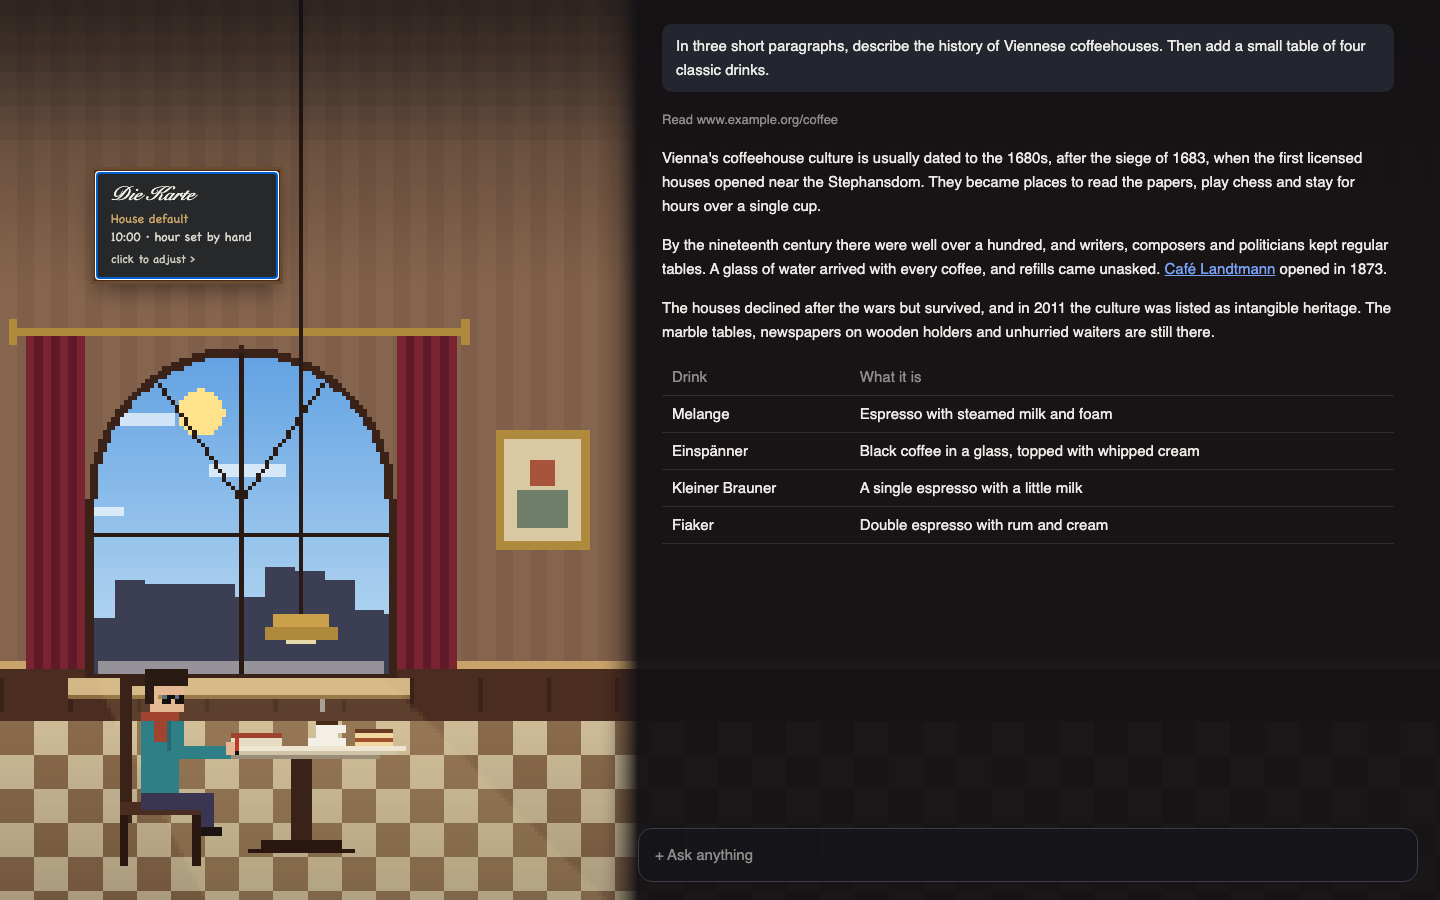 Die Karte
House default
10:00 · hour set by hand
click to adjust >
In three short paragraphs, describe the history of Viennese coffeehouses. Then add a small table of four
classic drinks.
Read www.example.org/coffee
Vienna's coffeehouse culture is usually dated to the 1680s, after the siege of 1683, when the first licensed
houses opened near the Stephansdom. They became places to read the papers, play chess and stay for
hours over a single cup.
By the nineteenth century there were well over a hundred, and writers, composers and politicians kept regular
tables. A glass of water arrived with every coffee, and refills came unasked. Café Landtmann opened in 1873.
The houses declined after the wars but survived, and in 2011 the culture was listed as intangible heritage. The
marble tables, newspapers on wooden holders and unhurried waiters are still there.
Drink What it is
Melange Espresso with steamed milk and foam
Einspänner Black coffee in a glass, topped with whipped cream
Kleiner Brauner A single espresso with a little milk
Fiaker Double espresso with rum and cream
+ Ask anything